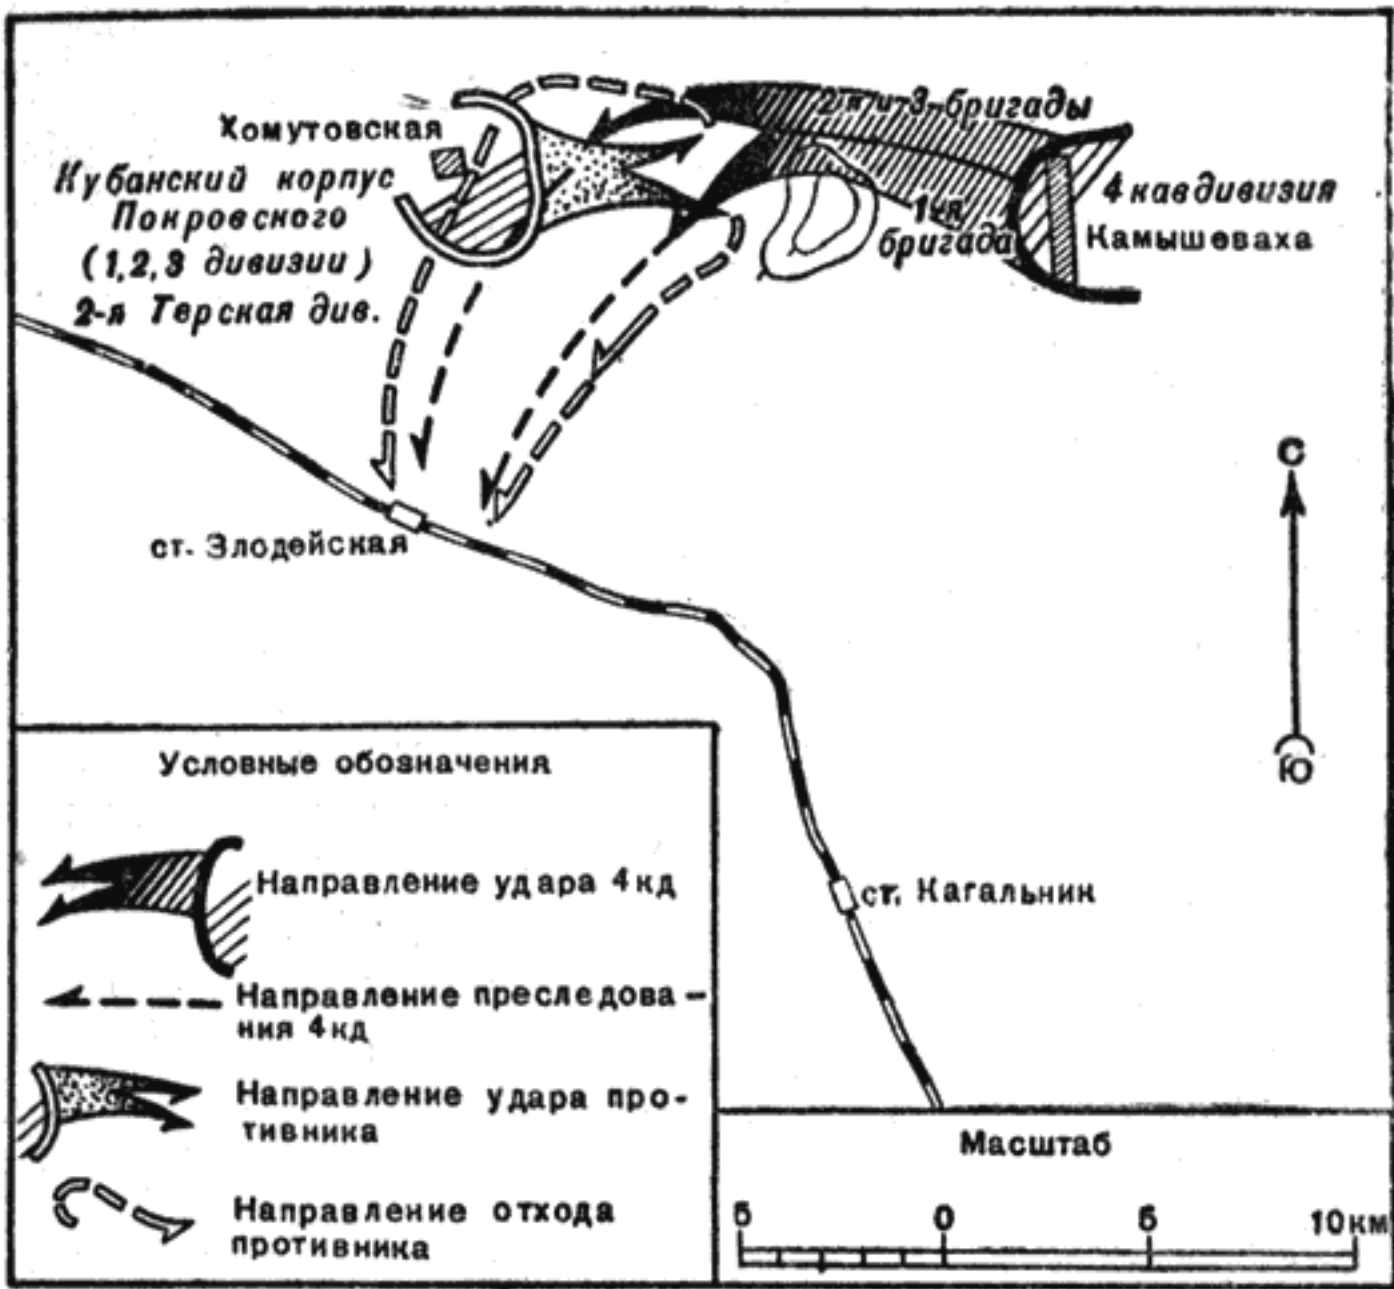 Хомутовская
Кубанский корпус
Покровского
(1,2,3 дивизии)
2-я Терская див.
2-я и 3 бригады
1-я
бригада
4 кавдивизия
Камышеваха
С
Ю
ст. Злодейская
ст. Кагальник
Условные обозначения
Направление удара 4кд
Направление преследова-
ния 4кд
Направление удара про-
тивника
Направление отхода
противника
Масштаб
5 0 5 10км